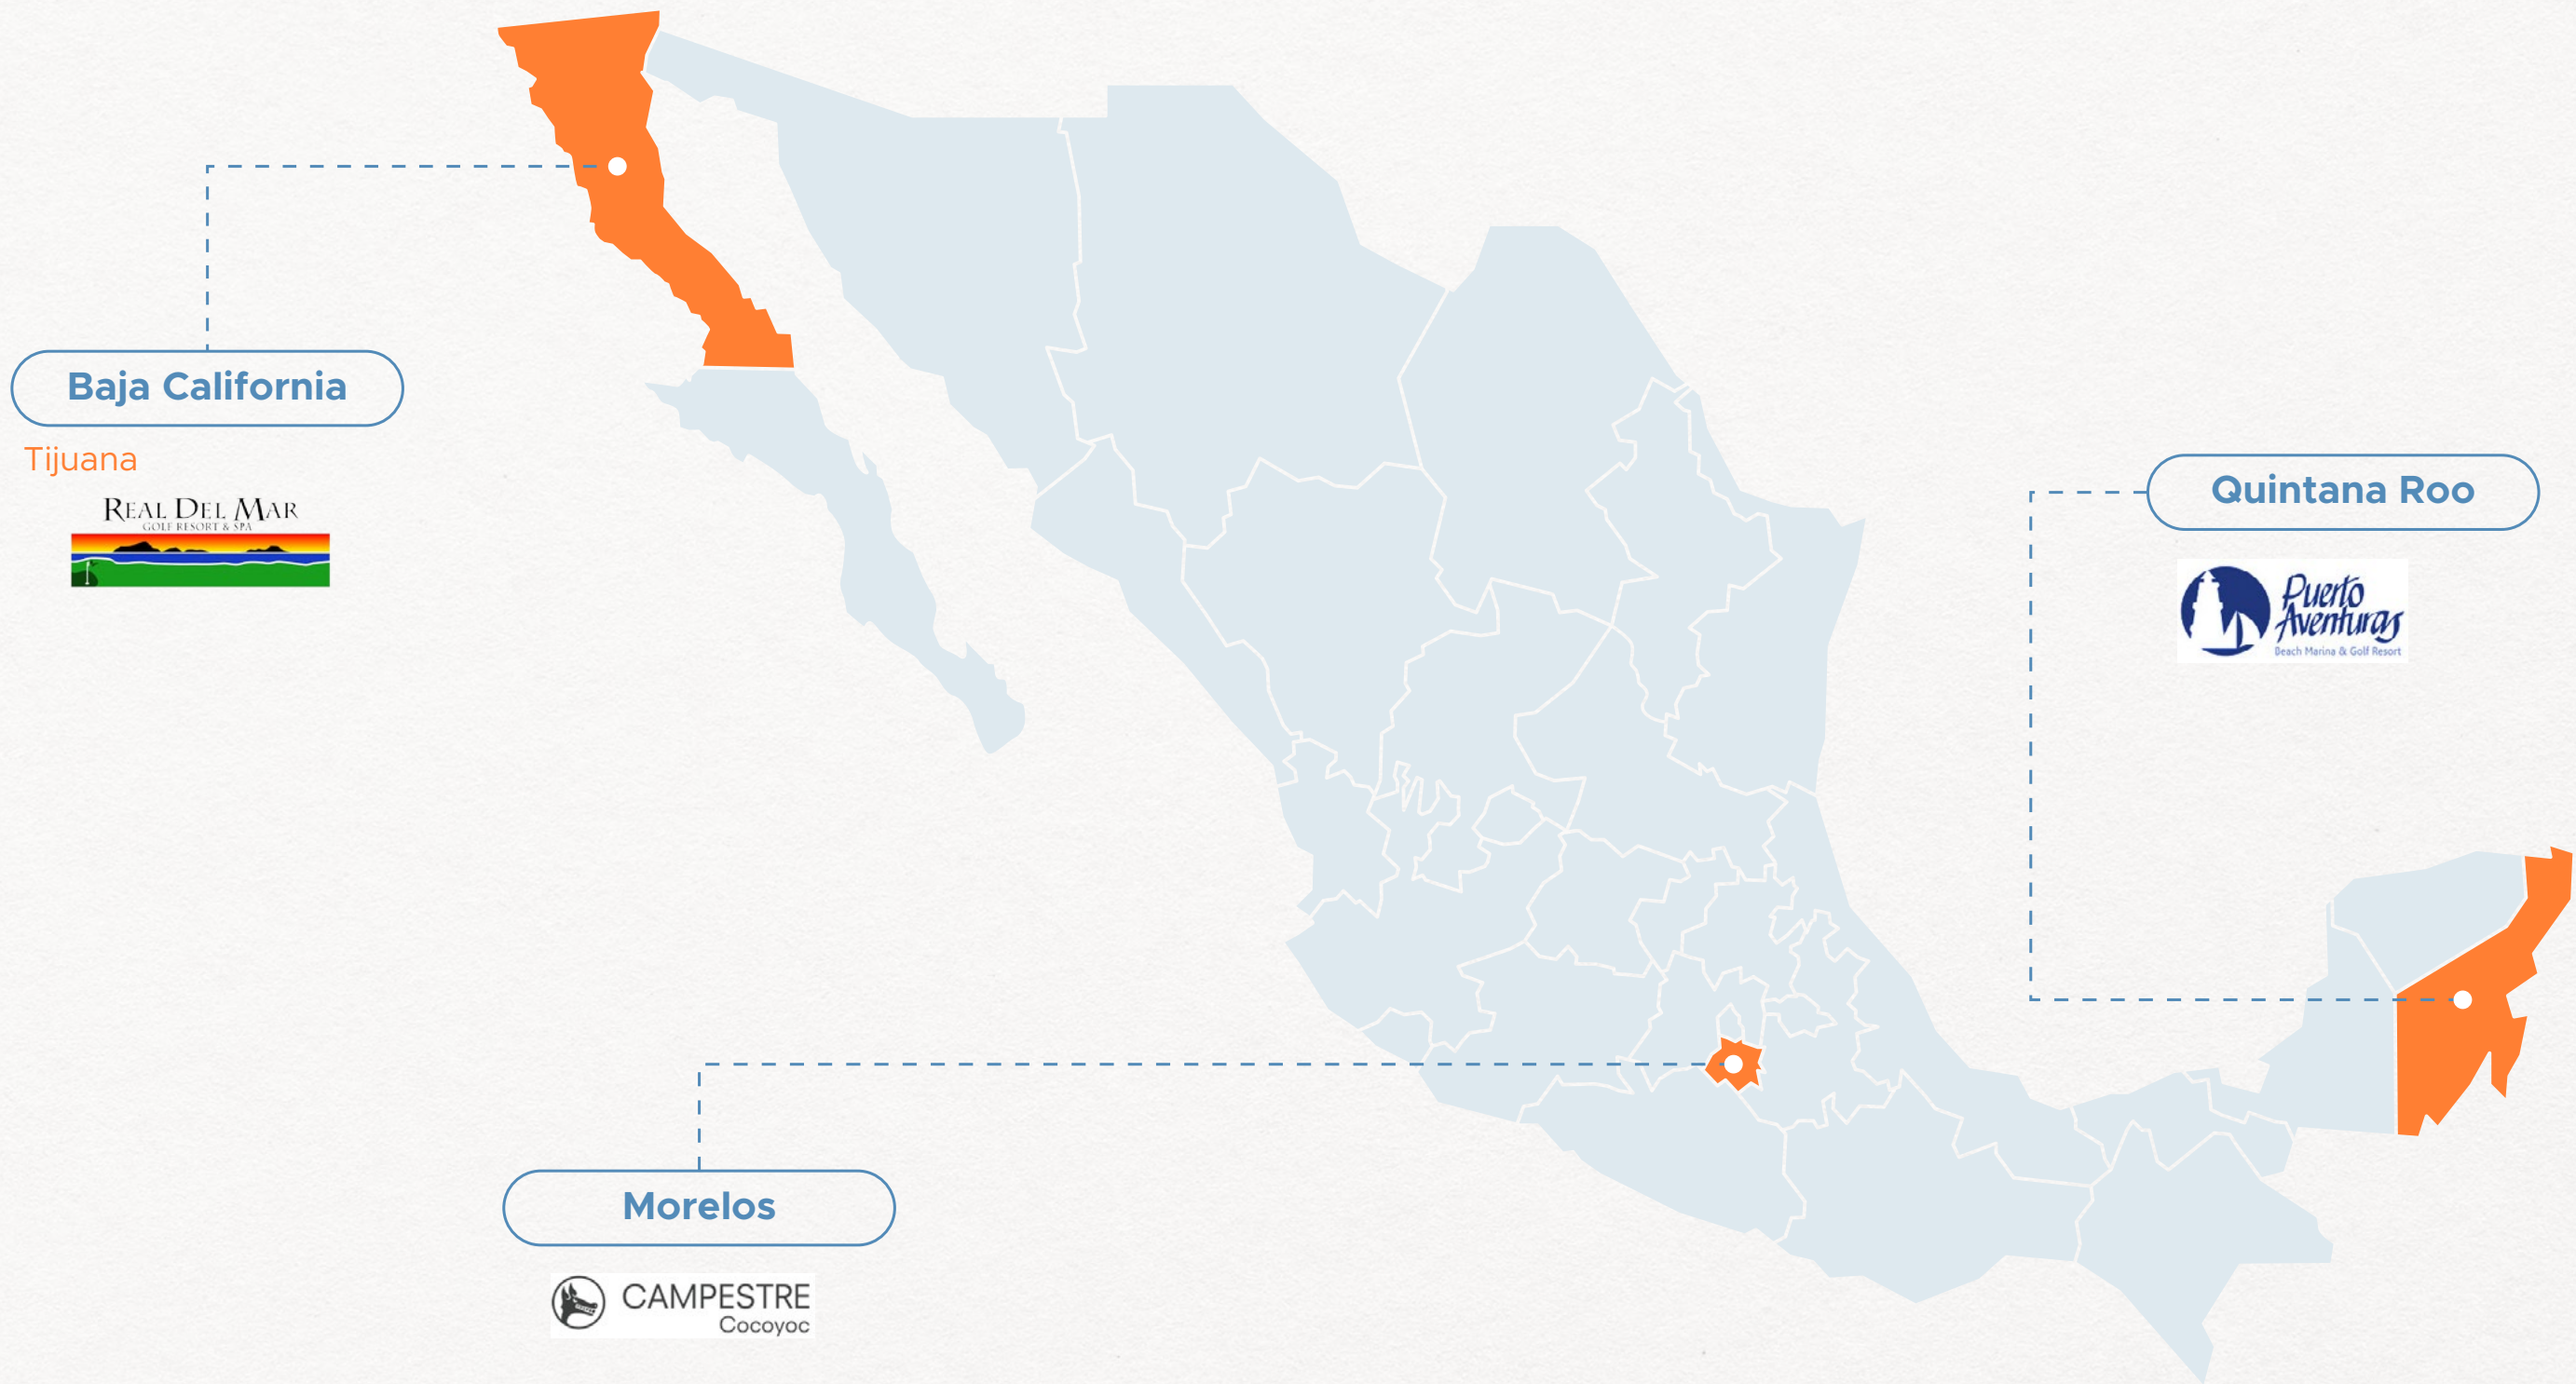 Baja California
Tijuana
REAL DEL MAR
GOLF RESORT & SPA
Quintana Roo
Puerto
Aventuras
Beach Marina & Golf Resort
Morelos
CAMPESTRE
Cocoyoc